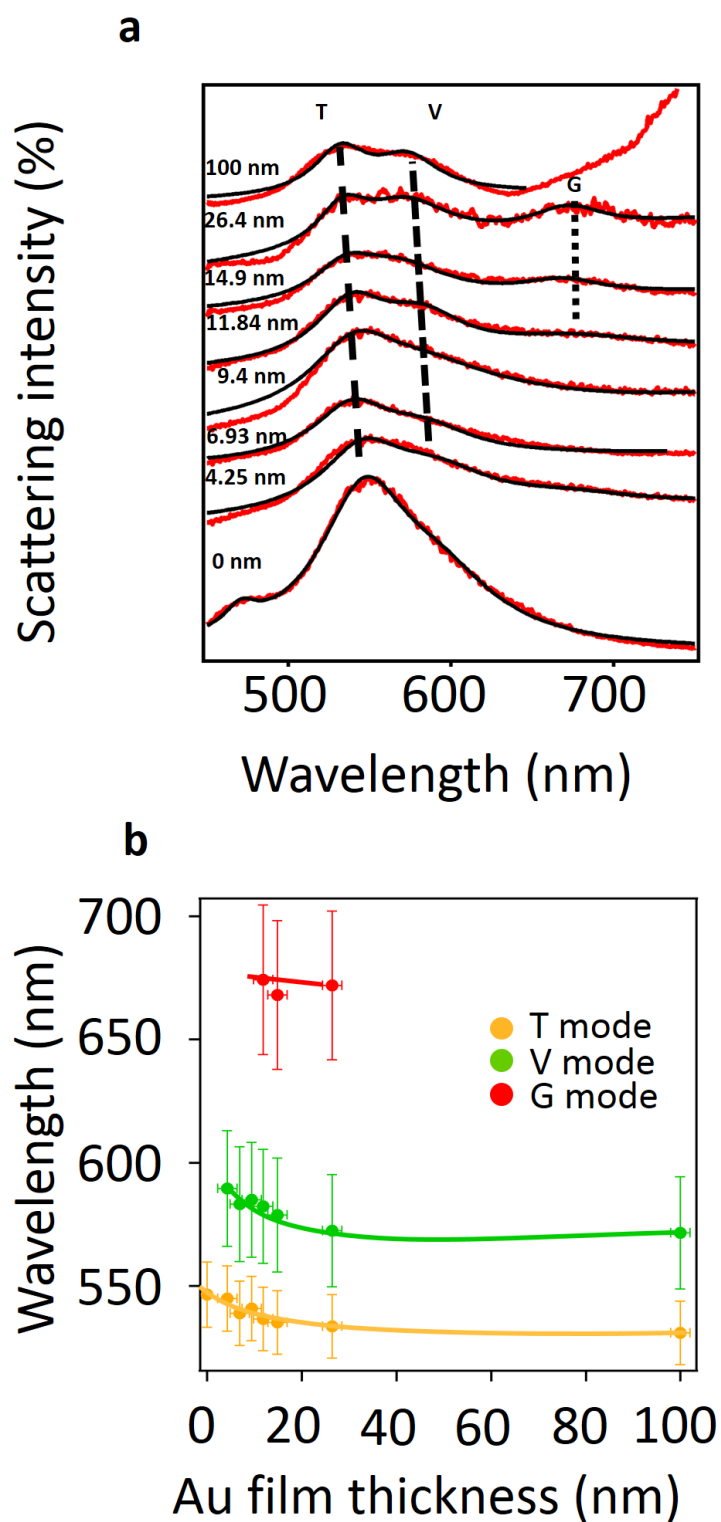 a
Scattering intensity (%)
T V
100 nm
G
26.4 nm
14.9 nm
11.84 nm
9.4 nm
6.93 nm
4.25 nm
0 nm
500 600 700
Wavelength (nm)
b
Wavelength (nm)
700
650
600
550
T mode
V mode
G mode
0 20 40 60 80 100
Au film thickness (nm)